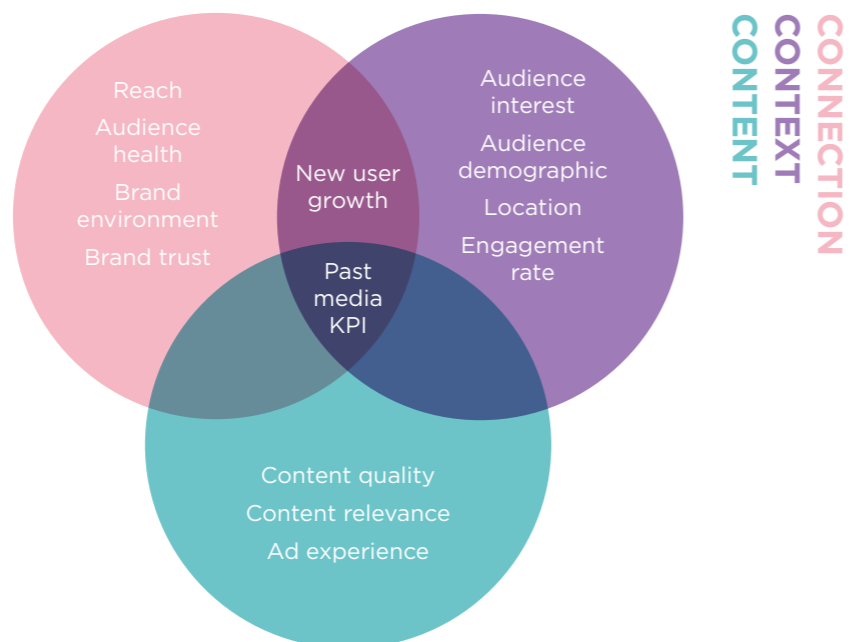 Reach
Audience
health
Brand
environment
Brand trust
New user
growth
Audience
interest
Audience
demographic
Location
Engagement
rate
Past
media
KPI
Content quality
Content relevance
Ad experience
CONNECTION
CONTEXT
CONTENT